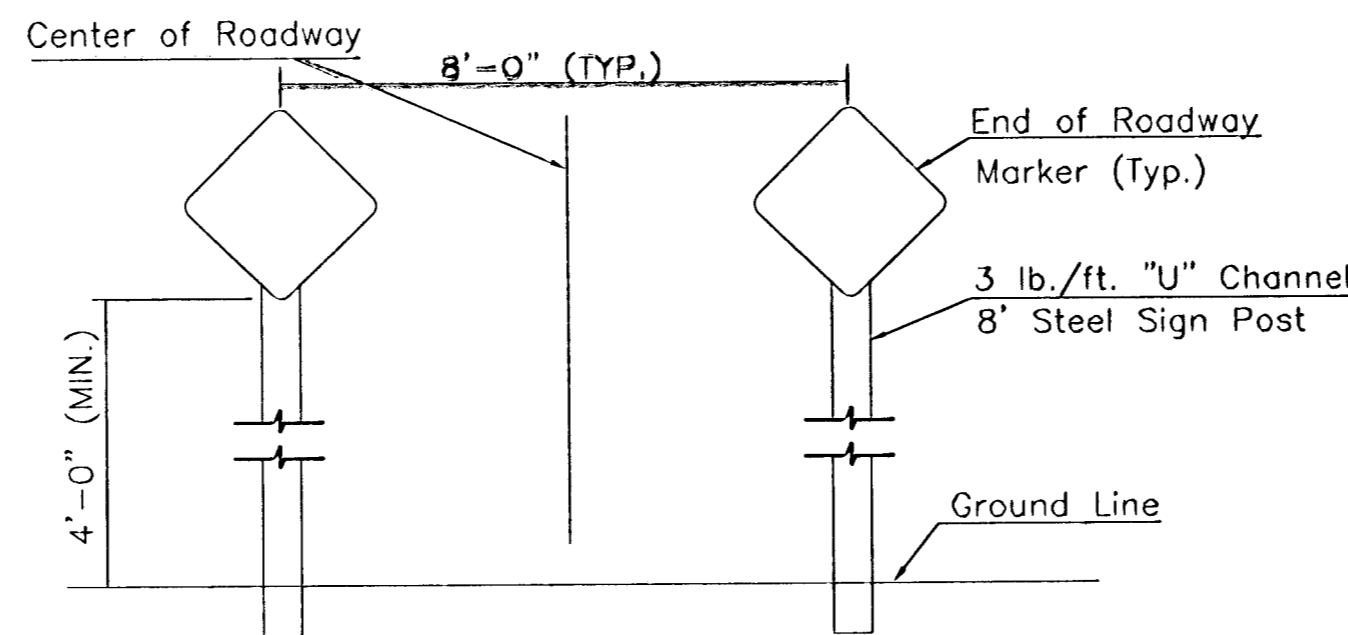 Center of Roadway
8'-0" (TYP.)
End of Roadway
Marker (Typ.)
3 lb./ft. "U" Channel
8' Steel Sign Post
4'-0" (MIN.)
Ground Line